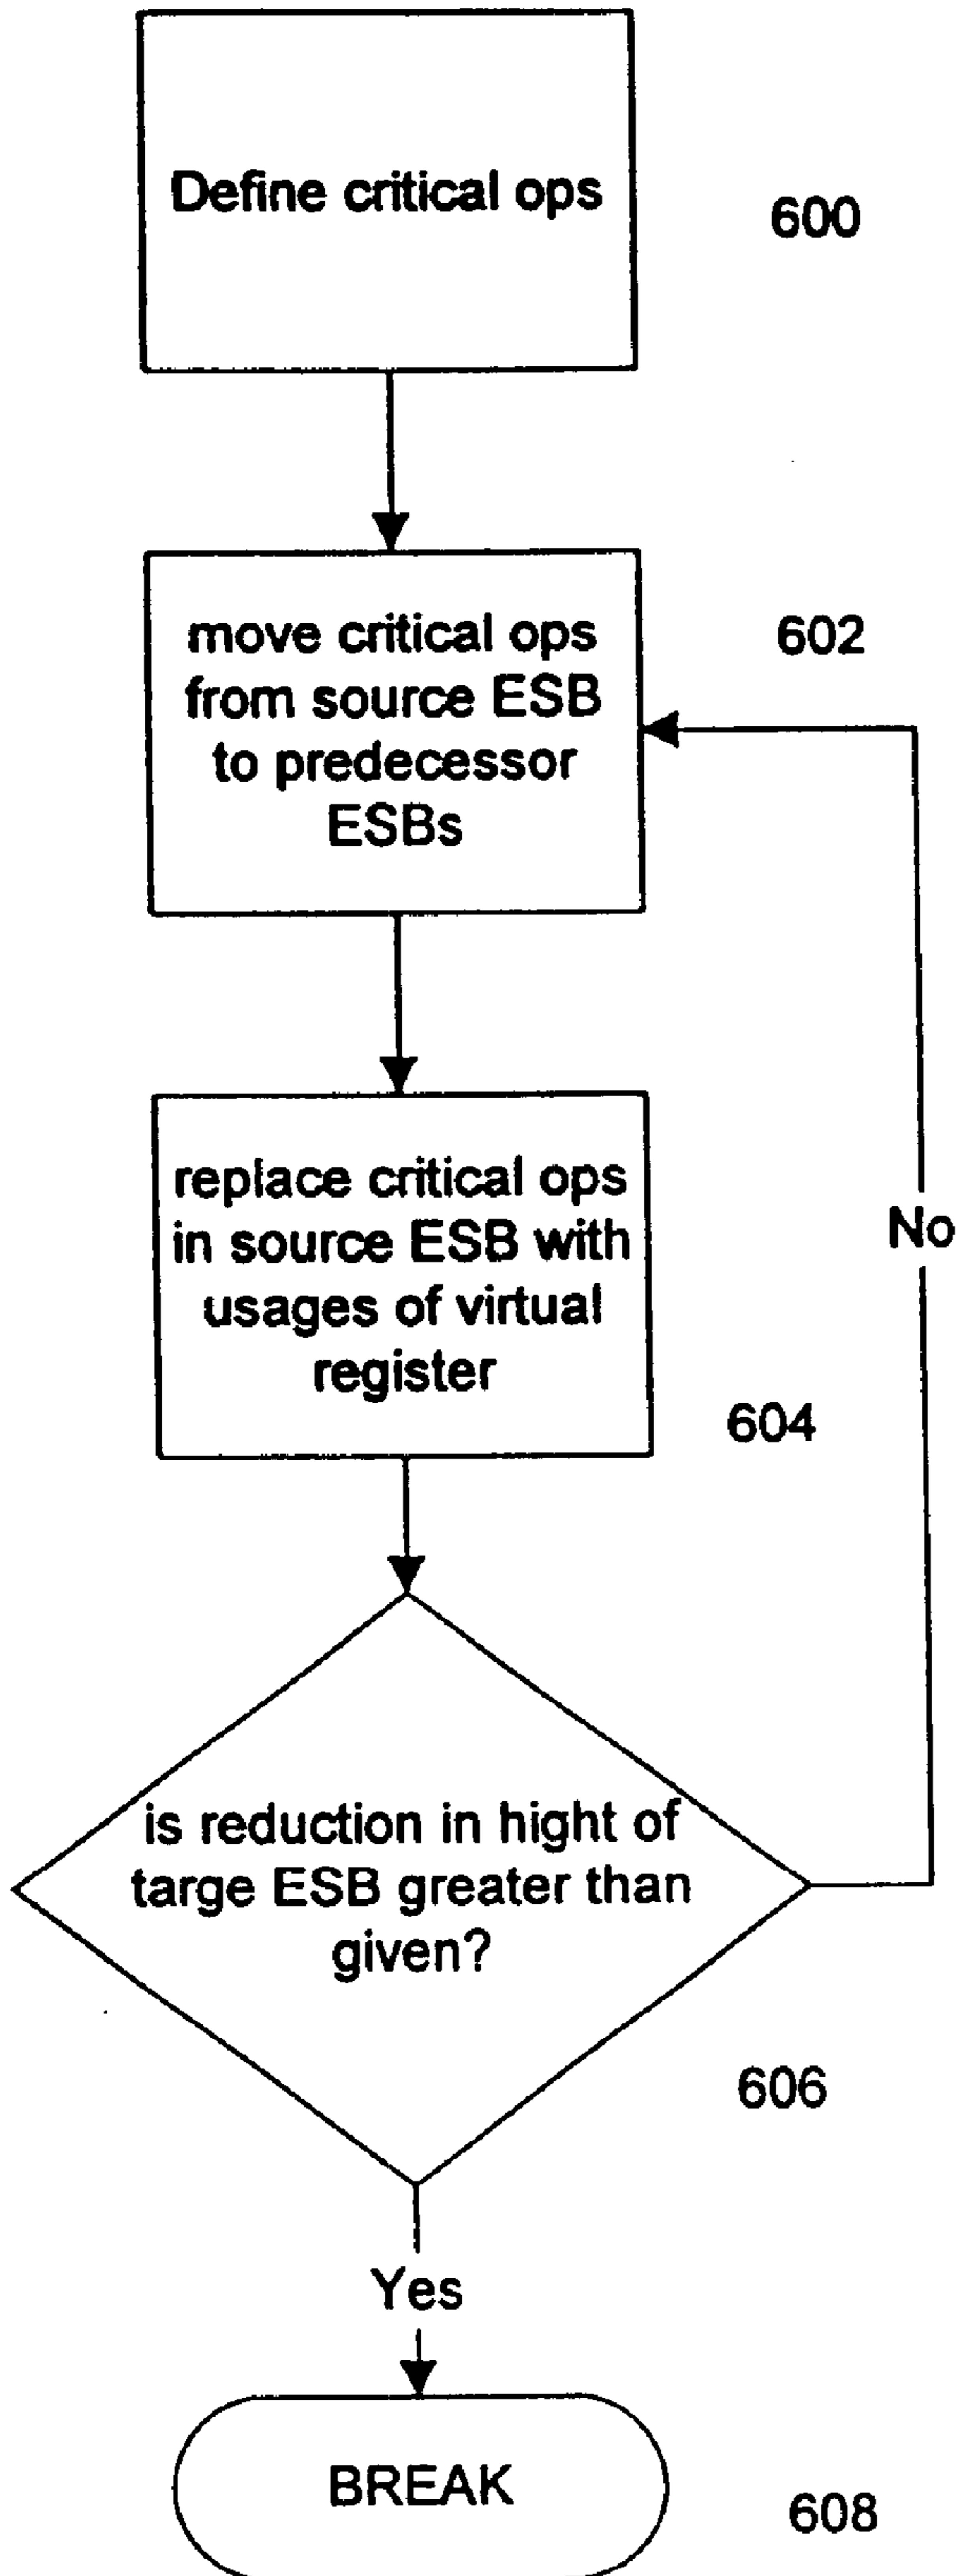 Define critical ops
600
move critical ops
from source ESB
to predecessor
ESBs
602
replace critical ops
in source ESB with
usages of virtual
register
604
No
is reduction in hight of
targe ESB greater than
given?
606
Yes
BREAK
608